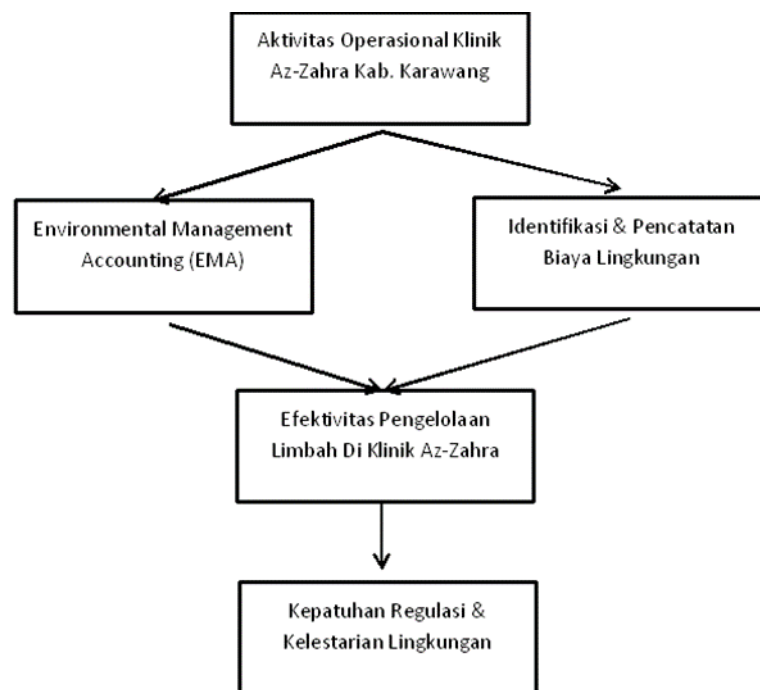 Aktivitas Operasional Klinik
Az-Zahra Kab. Karawang
Environmental Management
Accounting (EMA)
Identifikasi & Pencatatan
Biaya Lingkungan
Efektivitas Pengelolaan
Limbah Di Klinik Az-Zahra
Kepatuhan Regulasi &
Kelestarian Lingkungan